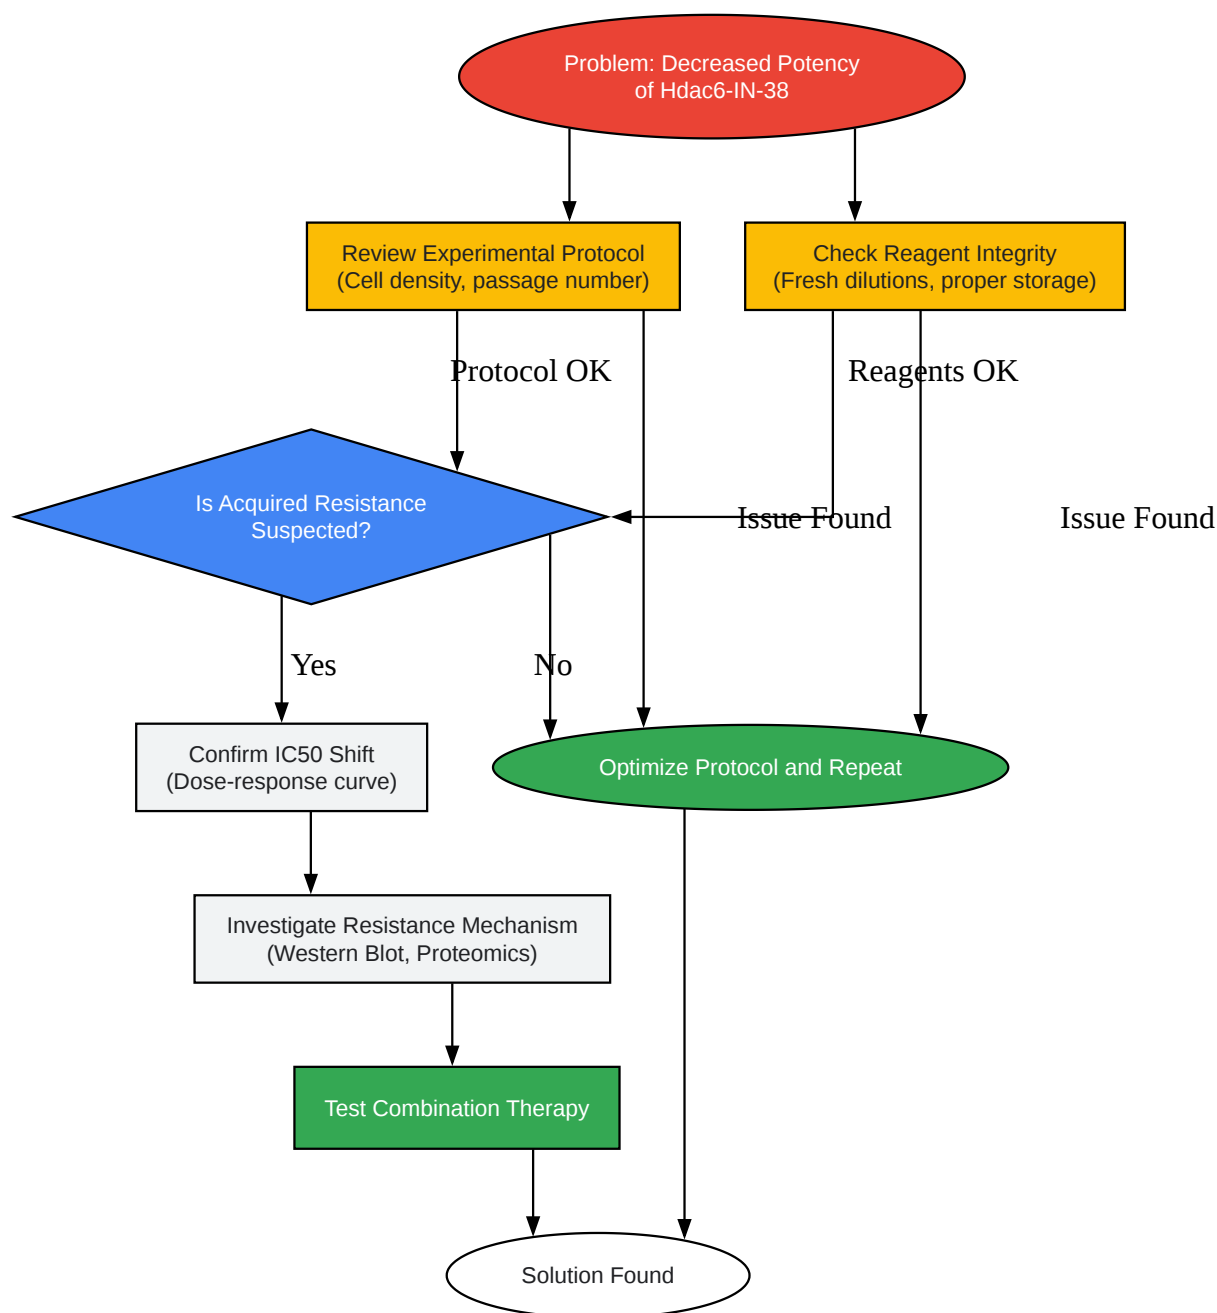 Problem: Decreased Potency
of Hdac6-IN-38
Review Experimental Protocol
(Cell density, passage number)
Check Reagent Integrity
(Fresh dilutions, proper storage)
Protocol OK
Reagents OK
Is Acquired Resistance
Suspected?
Issue Found
Issue Found
Yes
No
Confirm IC50 Shift
(Dose-response curve)
Optimize Protocol and Repeat
Investigate Resistance Mechanism
(Western Blot, Proteomics)
Test Combination Therapy
Solution Found